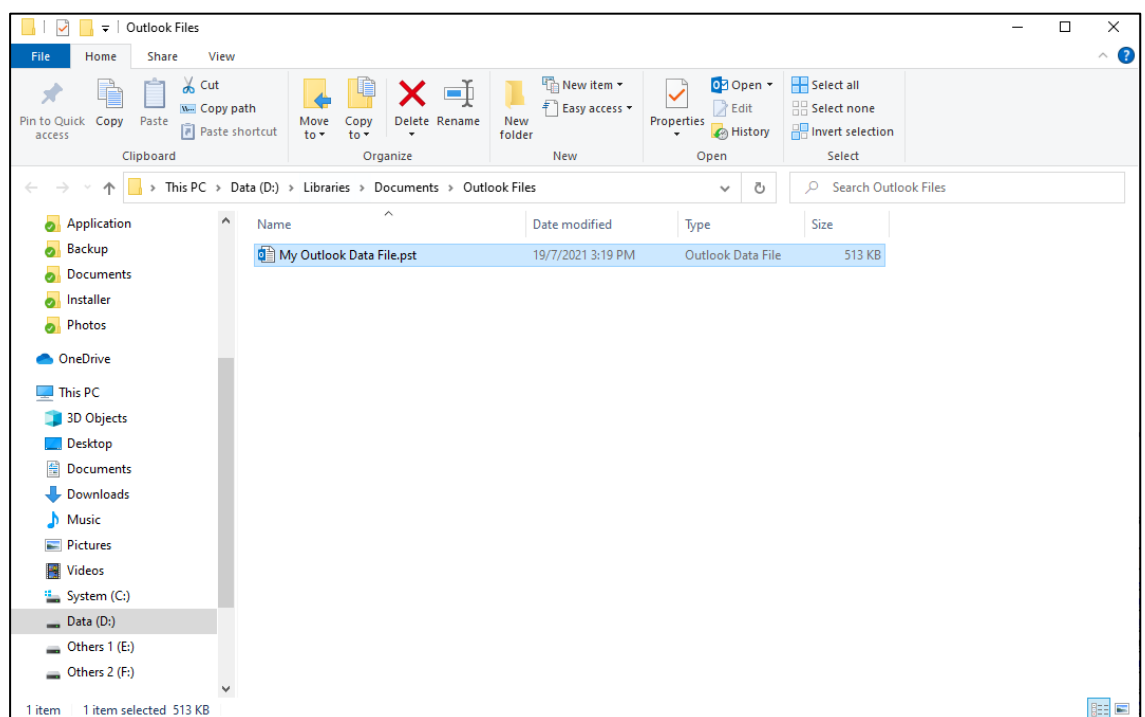 Outlook Files
File Home Share View
Pin to Quick access
Copy
Paste
Cut
Copy path
Paste shortcut
Clipboard
Move to
Copy to
Delete
Rename
Organize
New folder
New item
Easy access
New
Properties
Open
Edit
History
Open
Select all
Select none
Invert selection
Select
> This PC > Data (D:) > Libraries > Documents > Outlook Files
Search Outlook Files
Application
Backup
Documents
Installer
Photos
OneDrive
This PC
3D Objects
Desktop
Documents
Downloads
Music
Pictures
Videos
System (C:)
Data (D:)
Others 1 (E:)
Others 2 (F:)
Name Date modified Type Size
My Outlook Data File.pst 19/7/2021 3:19 PM Outlook Data File 513 KB
1 item 1 item selected 513 KB